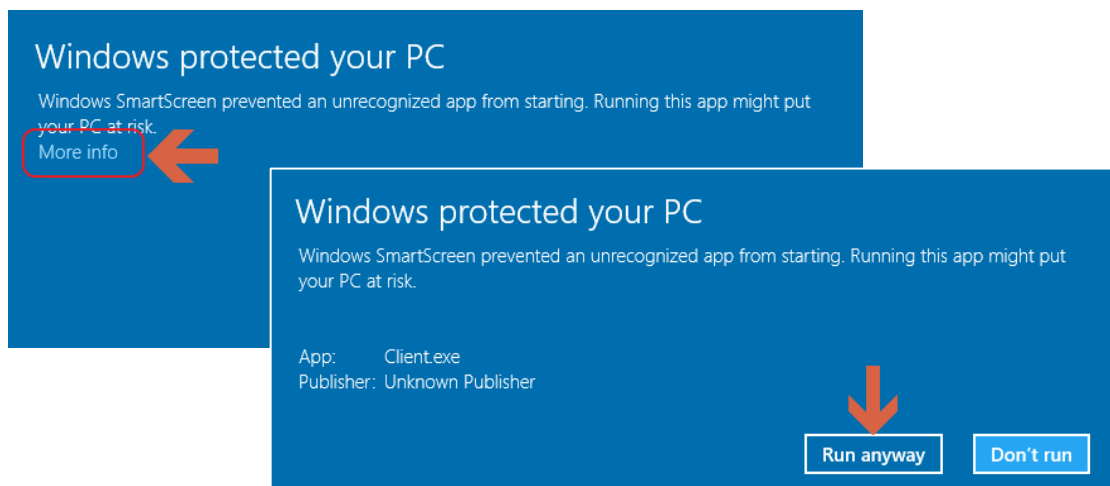 Windows protected your PC
Windows SmartScreen prevented an unrecognized app from starting. Running this app might put
your PC at risk.
More info
Windows protected your PC
Windows SmartScreen prevented an unrecognized app from starting. Running this app might put
your PC at risk.
App: Client.exe
Publisher: Unknown Publisher
Run anyway Don't run